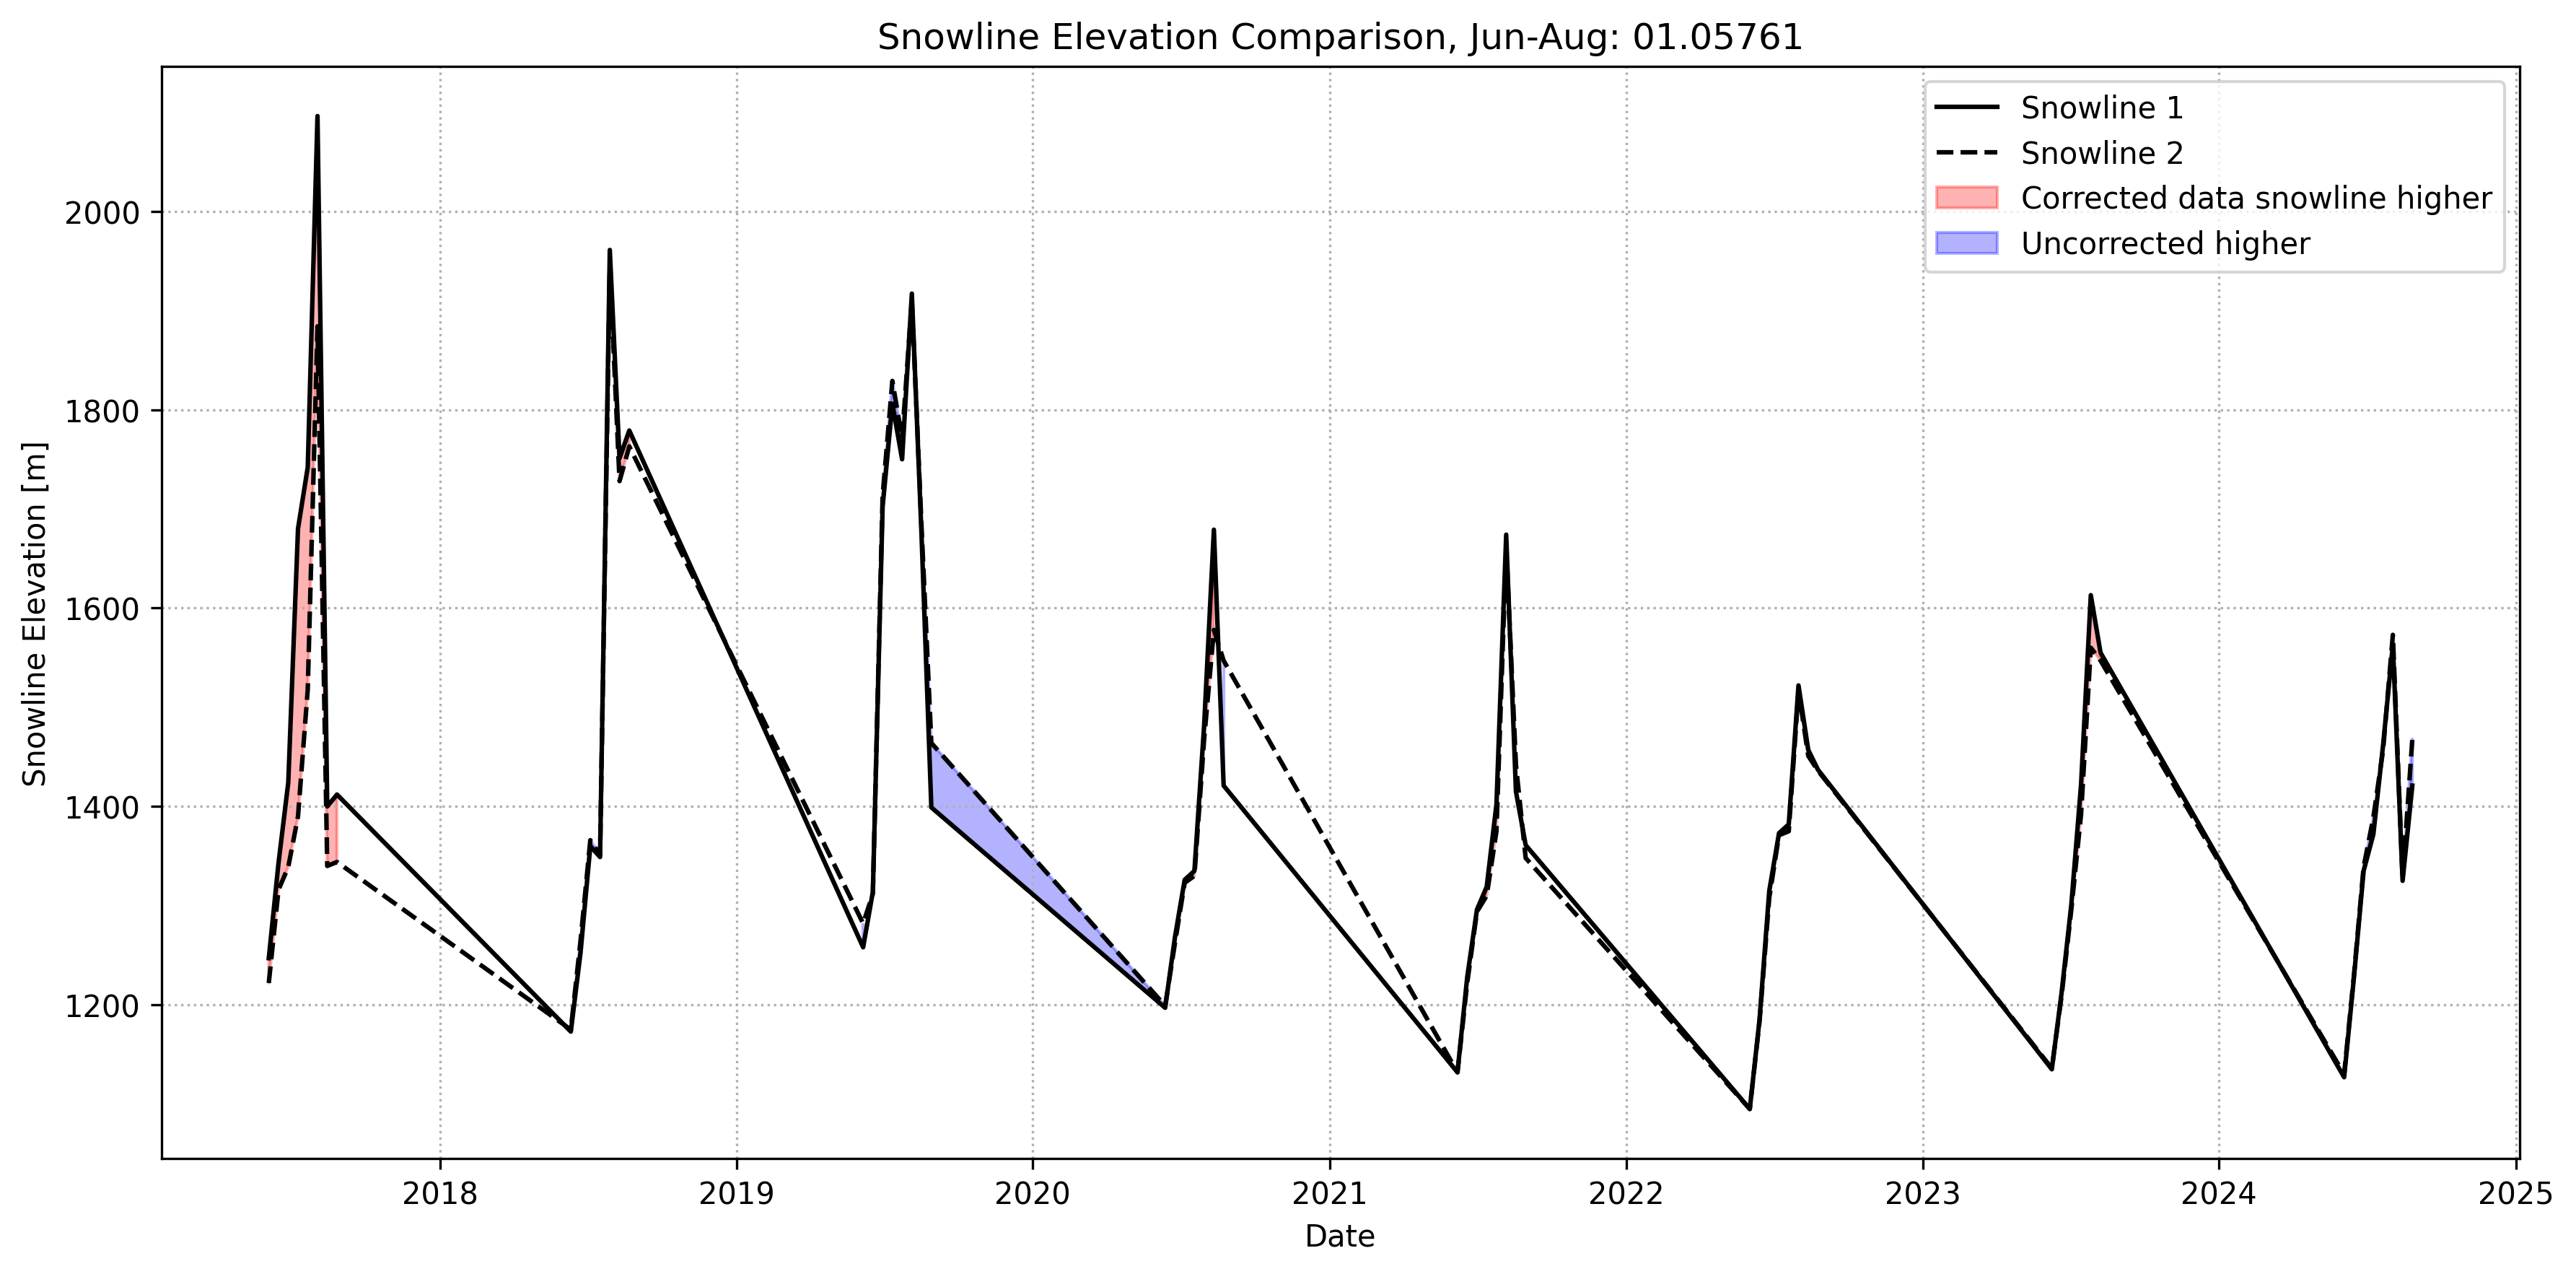 Snowline Elevation Comparison, Jun-Aug: 01.05761
Snowline 1
Snowline 2
Corrected data snowline higher
Uncorrected higher
Snowline Elevation [m]
2000
1800
1600
1400
1200
2018
2019
2020
2021
2022
2023
2024
2025
Date